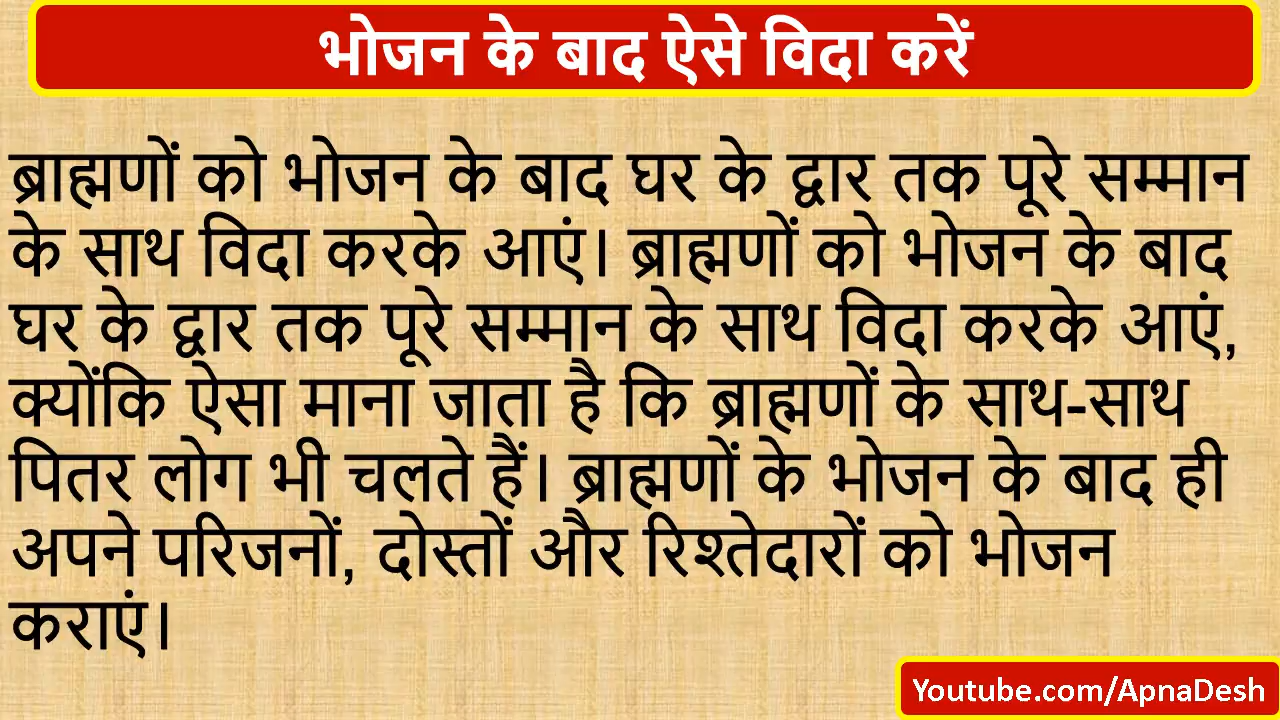 भोजन के बाद ऐसे विदा करें
ब्राह्मणों को भोजन के बाद घर के द्वार तक पूरे सम्मान
के साथ विदा करके आएं। ब्राह्मणों को भोजन के बाद
घर के द्वार तक पूरे सम्मान के साथ विदा करके आएं,
क्योंकि ऐसा माना जाता है कि ब्राह्मणों के साथ-साथ
पितर लोग भी चलते हैं। ब्राह्मणों के भोजन के बाद ही
अपने परिजनों, दोस्तों और रिश्तेदारों को भोजन
कराएं।
Youtube.com/ApnaDesh